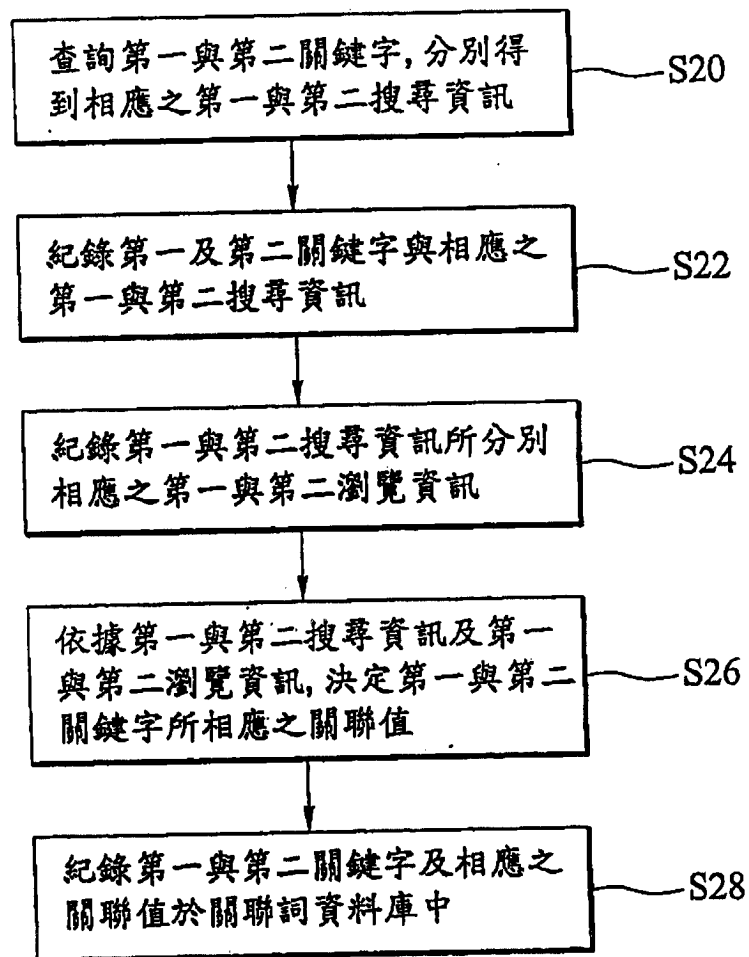 查詢第一與第二關鍵字,分別得
到相應之第一與第二搜尋資訊
S20
紀錄第一及第二關鍵字與相應之
第一與第二搜尋資訊
S22
紀錄第一與第二搜尋資訊所分別
相應之第一與第二瀏覽資訊
S24
依據第一與第二搜尋資訊及第一
與第二瀏覽資訊,決定第一與第二
關鍵字所相應之關聯值
S26
紀錄第一與第二關鍵字及相應之
關聯值於關聯詞資料庫中
S28